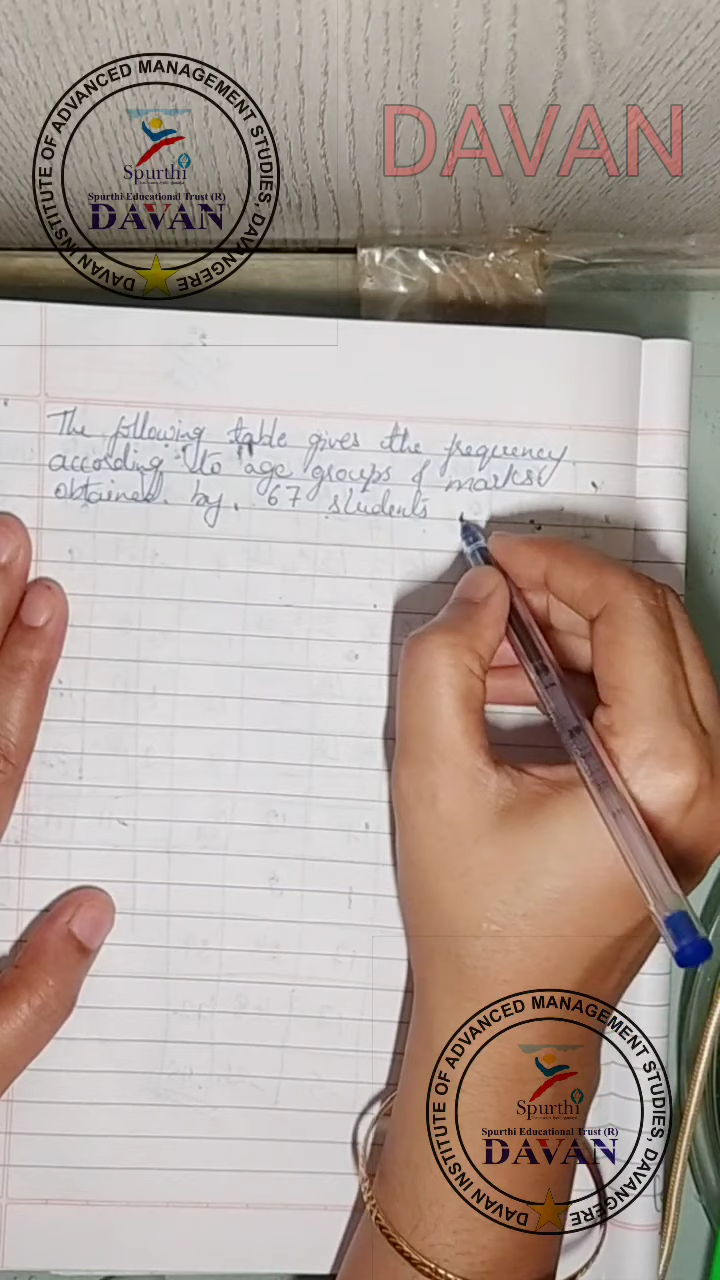 DAVAN INSTITUTE OF ADVANCED MANAGEMENT STUDIES, DAVANGERE
Spurthi
Spurthi Educational Trust (R)
DAVAN
DAVAN
The following table gives the frequency
according to age groups & marks
obtained by. 67 students
DAVAN INSTITUTE OF ADVANCED MANAGEMENT STUDIES, DAVANGERE
Spurthi
Spurthi Educational Trust (R)
DAVAN